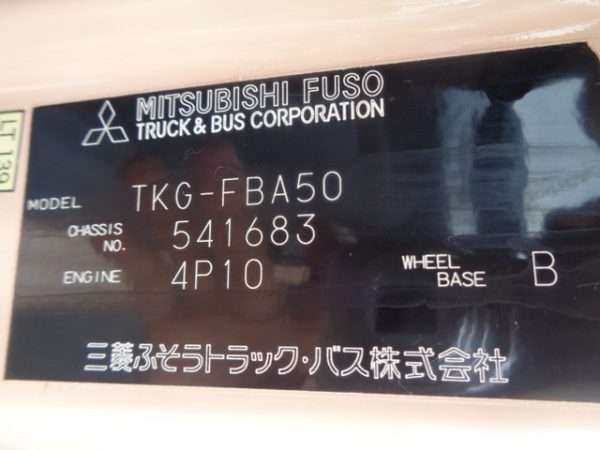 MITSUBISHI FUSO
TRUCK & BUS CORPORATION
LT 139
MODEL TKG-FBA50
CHASSIS NO. 541683
ENGINE 4P10
WHEEL BASE B
三菱ふそうトラック・バス株式会社